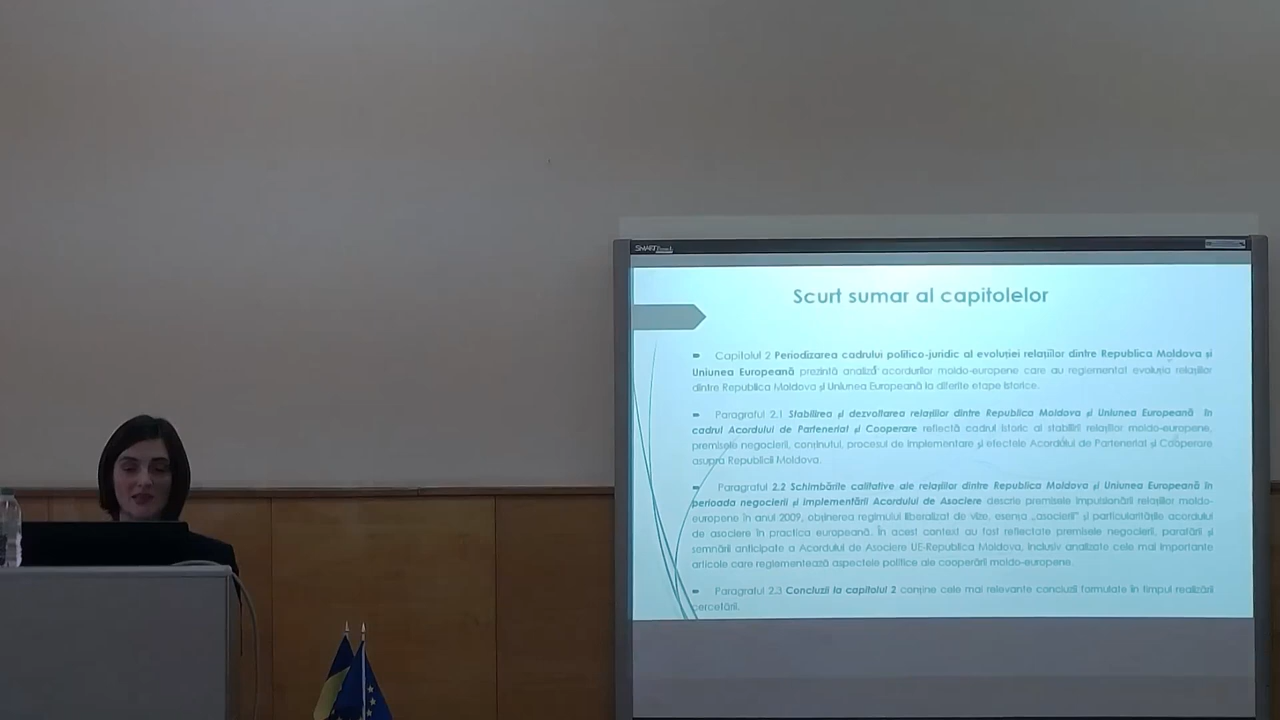 SMART Board
Scurt sumar al capitolelor
Capitolul 2 Periodizarea cadrului politico-juridic al evoluției relațiilor dintre Republica Moldova și
Uniunea Europeană prezintă analiză acordurilor moldo-europene care au reglementat evoluția relațiilor
dintre Republica Moldova și Uniunea Europeană la diferite etape istorice.
Paragraful 2.1 Stabilirea și dezvoltarea relațiilor dintre Republica Moldova și Uniunea Europeană în
cadrul Acordului de Parteneriat și Cooperare reflectă cadrul istoric al stabilirii relațiilor moldo-europene,
premisele negocierii, conținutul, procesul de implementare și efectele Acordului de Parteneriat și Cooperare
asupra Republicii Moldova.
Paragraful 2.2 Schimbările calitative ale relațiilor dintre Republica Moldova și Uniunea Europeană în
perioada negocierii și implementării Acordului de Asociere descrie premisele impulsionării relațiilor moldo-
europene în anul 2009, obținerea regimului liberalizat de vize, esența „asocierii" și particularitățile acordului
de asociere în practica europeană. În acest context au fost reflectate premisele negocierii, parafării și
semnării anticipate a Acordului de Asociere UE-Republica Moldova, inclusiv analizate cele mai importante
articole care reglementează aspectele politice ale cooperării moldo-europene.
Paragraful 2.3 Concluzii la capitolul 2 conține cele mai relevante concluzii formulate în timpul realizării
cercetării.